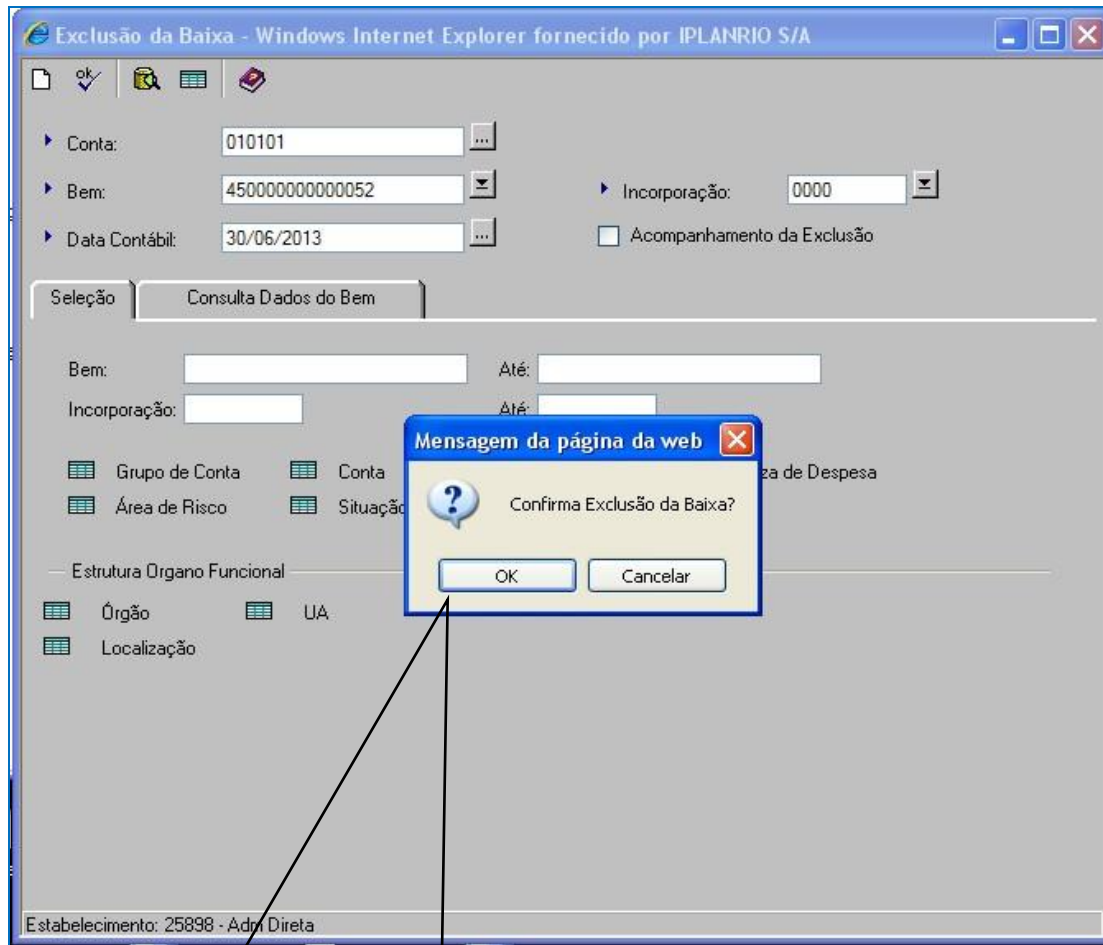 Exclusão da Baixa - Windows Internet Explorer fornecido por IPLANRIO S/A
ok
Conta: 010101 ...
Bem: 450000000000052 Incorporação: 0000
Data Contábil: 30/06/2013 ... Acompanhamento da Exclusão
Seleção Consulta Dados do Bem
Bem: Até:
Incorporação: Até:
Mensagem da página da web
Grupo de Conta Conta za de Despesa
Confirma Exclusão da Baixa?
Área de Risco Situação
OK Cancelar
Estrutura Organo Funcional
Órgão UA
Localização
Estabelecimento: 25898 - Adm Direta